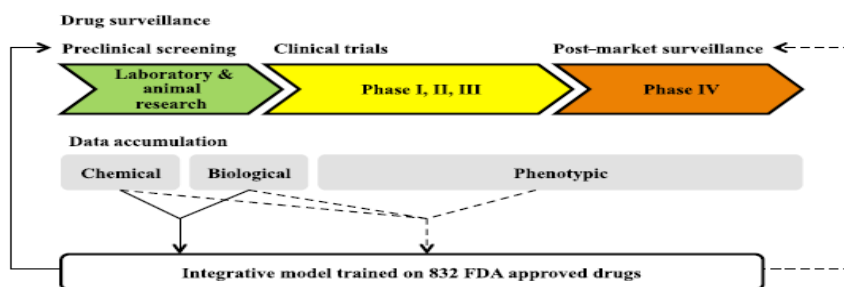 Drug surveillance
Preclinical screening
Clinical trials
Post-market surveillance
Laboratory &
animal
research
Phase I, II, III
Phase IV
Data accumulation
Chemical
Biological
Phenotypic
Integrative model trained on 832 FDA approved drugs